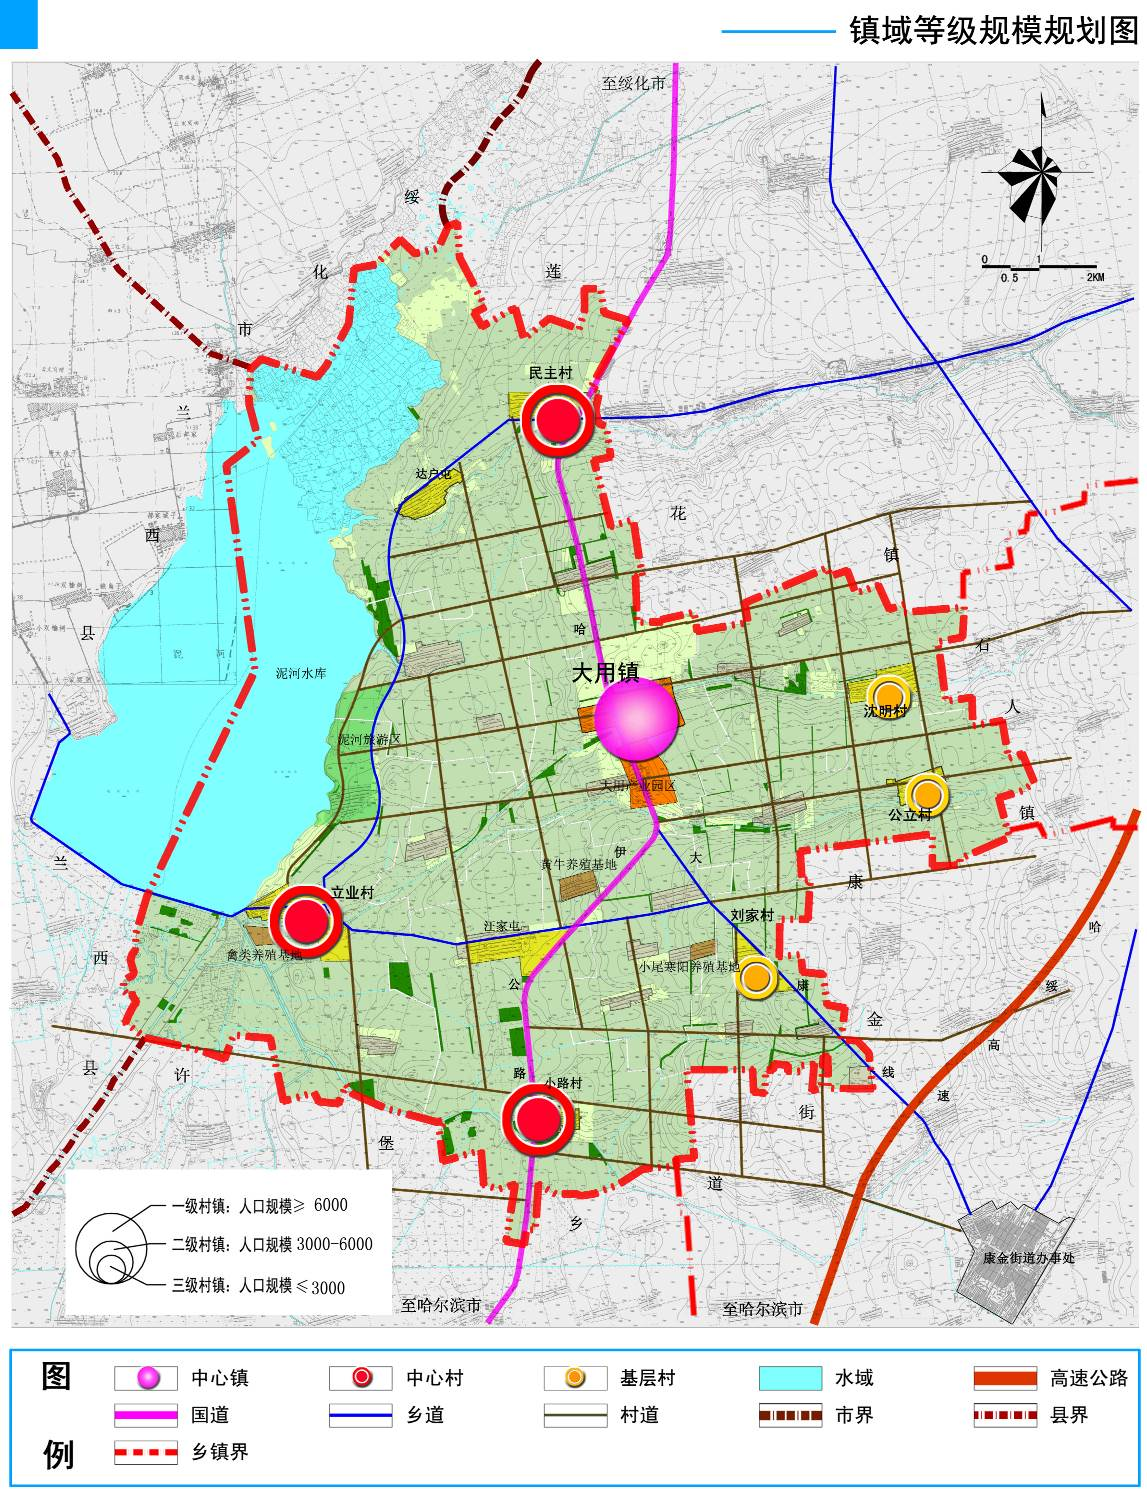 镇域等级规模规划图
至绥化市
绥
莲
化
市
0 1
0.5 2KM
民主村
兰
达户屯
花
西
镇
哈
县
石
泥河水库
大用镇
人
沈明村
泥河旅游区
大用产业园区
公立村
镇
伊
大
兰
黄牛养殖基地
康
立业村
刘家村
汪家屯
哈
西
禽类养殖基地
小尾寒阳养殖基地
公
康
绥
金
高
县
许
路
小路村
线
速
街
堡
道
乡
一级村镇：人口规模≥ 6000
二级村镇：人口规模 3000-6000
三级村镇：人口规模 ≤3000
康金街道办事处
至哈尔滨市
至哈尔滨市
图例
中心镇
中心村
基层村
水域
高速公路
国道
乡道
村道
市界
县界
乡镇界